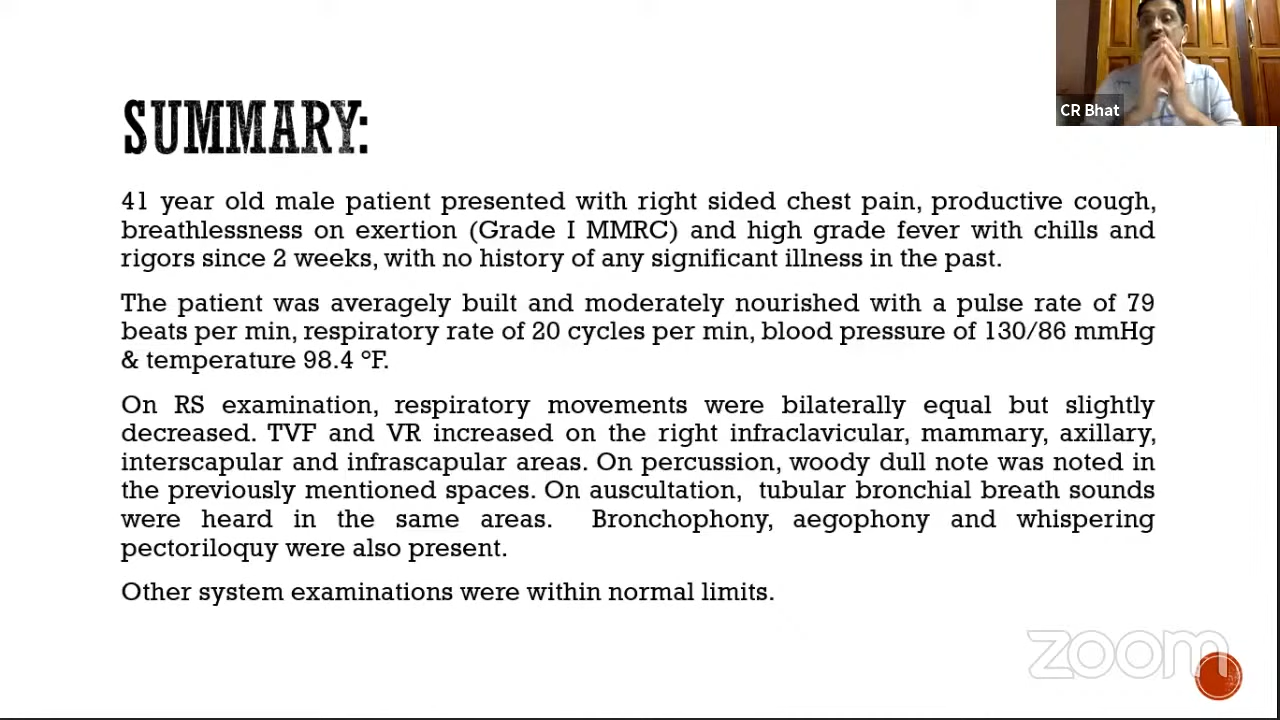 CR Bhat
SUMMARY:
41 year old male patient presented with right sided chest pain, productive cough,
breathlessness on exertion (Grade I MMRC) and high grade fever with chills and
rigors since 2 weeks, with no history of any significant illness in the past.
The patient was averagely built and moderately nourished with a pulse rate of 79
beats per min, respiratory rate of 20 cycles per min, blood pressure of 130/86 mmHg
& temperature 98.4 °F.
On RS examination, respiratory movements were bilaterally equal but slightly
decreased. TVF and VR increased on the right infraclavicular, mammary, axillary,
interscapular and infrascapular areas. On percussion, woody dull note was noted in
the previously mentioned spaces. On auscultation, tubular bronchial breath sounds
were heard in the same areas. Bronchophony, aegophony and whispering
pectoriloquy were also present.
Other system examinations were within normal limits.
zoom